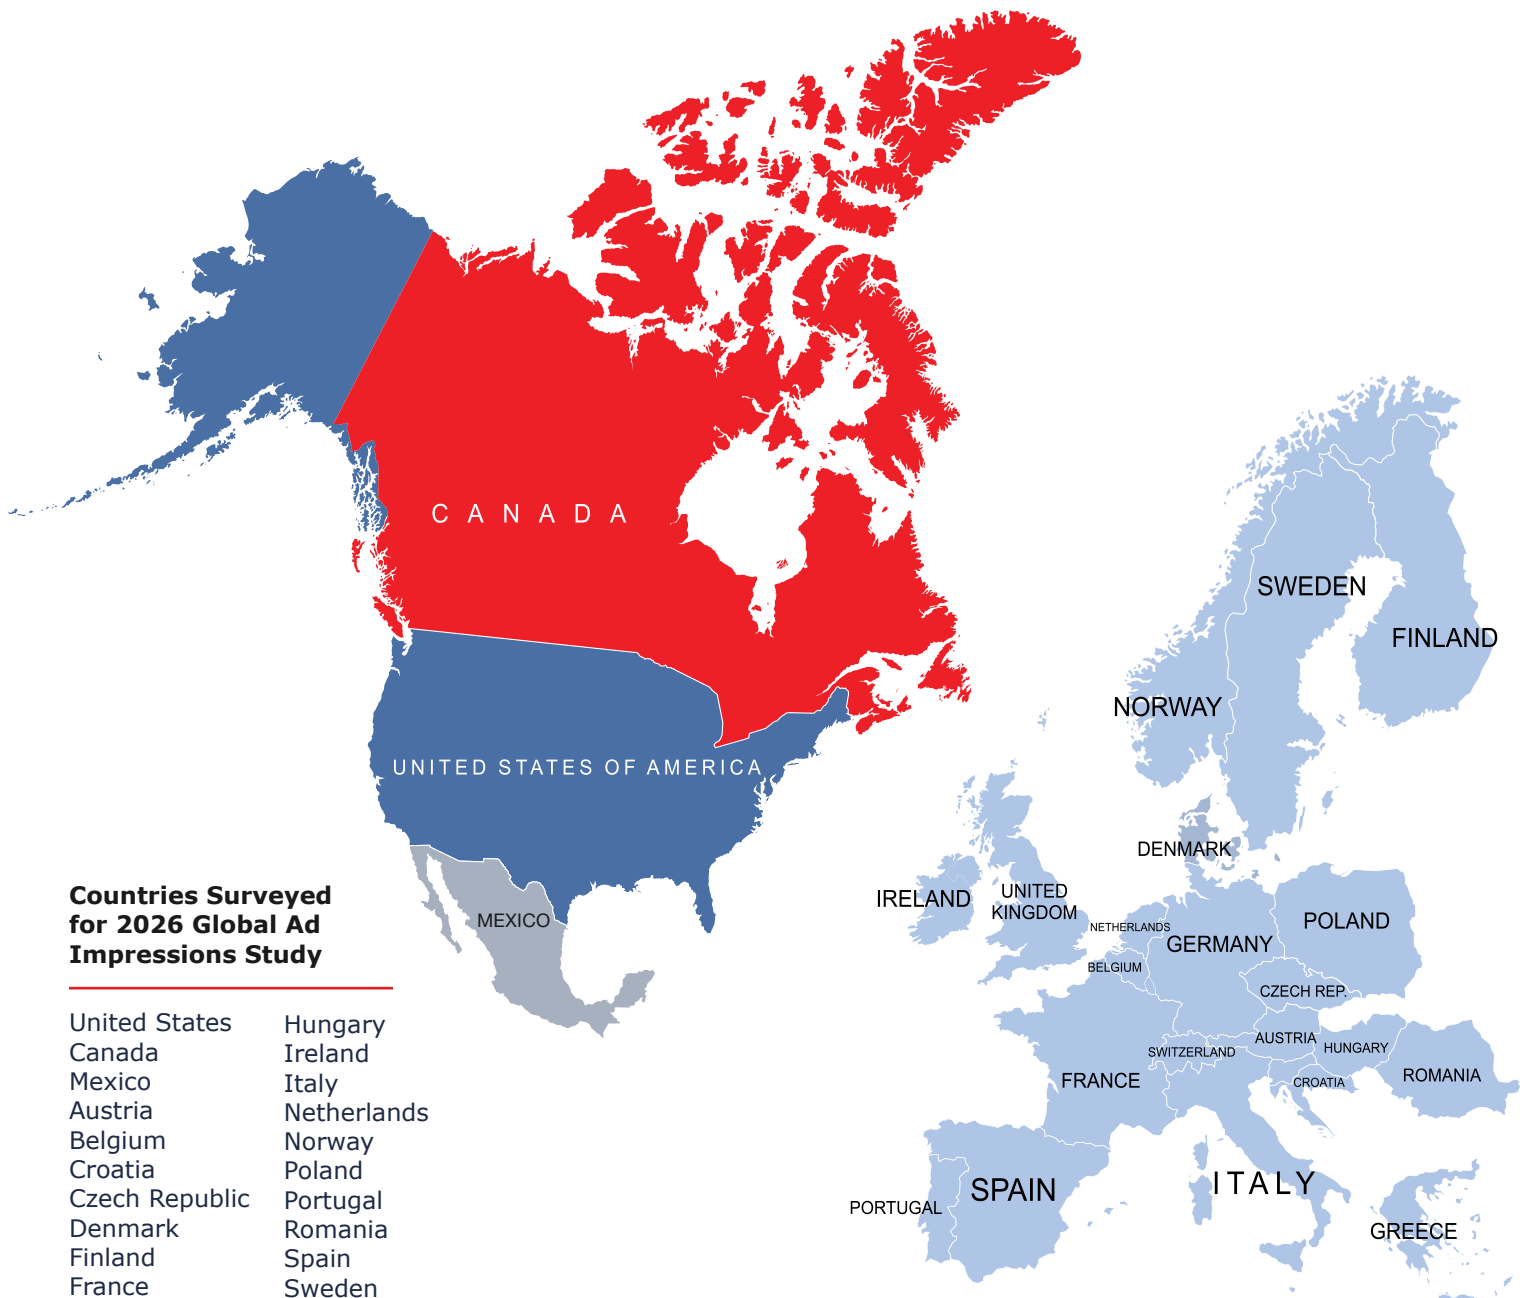 CANADA
UNITED STATES OF AMERICA
MEXICO
SWEDEN
FINLAND
NORWAY
DENMARK
IRELAND
UNITED
KINGDOM
NETHERLANDS
GERMANY
POLAND
BELGIUM
CZECH REP.
AUSTRIA
HUNGARY
SWITZERLAND
FRANCE
CROATIA
ROMANIA
SPAIN
ITALY
PORTUGAL
GREECE
Countries Surveyed
for 2026 Global Ad
Impressions Study
United States
Canada
Mexico
Austria
Belgium
Croatia
Czech Republic
Denmark
Finland
France
Hungary
Ireland
Italy
Netherlands
Norway
Poland
Portugal
Romania
Spain
Sweden